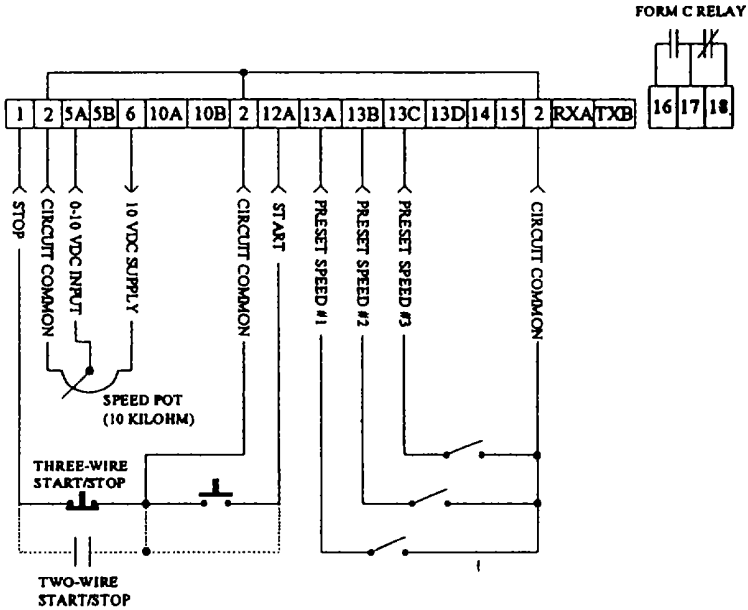 FORM C RELAY
16 17 18
1 2 5A 5B 6 10A 10B 2 12A 13A 13B 13C 13D 14 15 2 RXA TXB
STOP
CIRCUIT COMMON
0-10 VDC INPUT
10 VDC SUPPLY
CIRCUIT COMMON
START
PRESET SPEED #1
PRESET SPEED #2
PRESET SPEED #3
CIRCUIT COMMON
SPEED POT
(10 KILOHM)
THREE-WIRE
START/STOP
TWO-WIRE
START/STOP